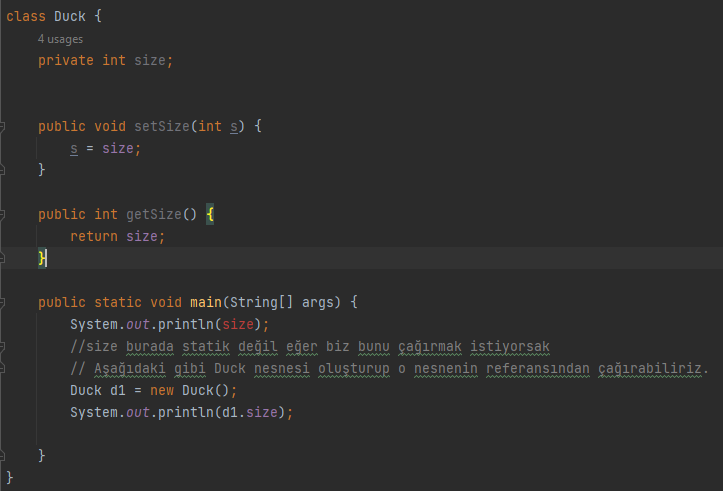 class Duck {
4 usages
private int size;
public void setSize(int s) {
s = size;
}
public int getSize() {
return size;
}
public static void main(String[] args) {
System.out.println(size);
//size burada statik değil eğer biz bunu çağırmak istiyorsak
// Aşağıdaki gibi Duck nesnesi oluşturup o nesnenin referansından çağırabiliriz.
Duck d1 = new Duck();
System.out.println(d1.size);
}
}